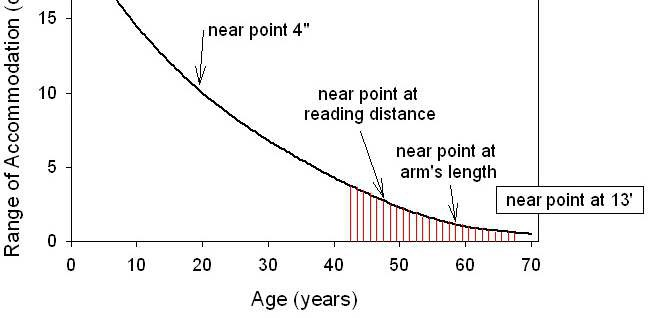 15
near point 4"
10
near point at
reading distance
near point at
arm's length
5
near point at 13'
0
0 10 20 30 40 50 60 70
Age (years)
Range of Accommodation